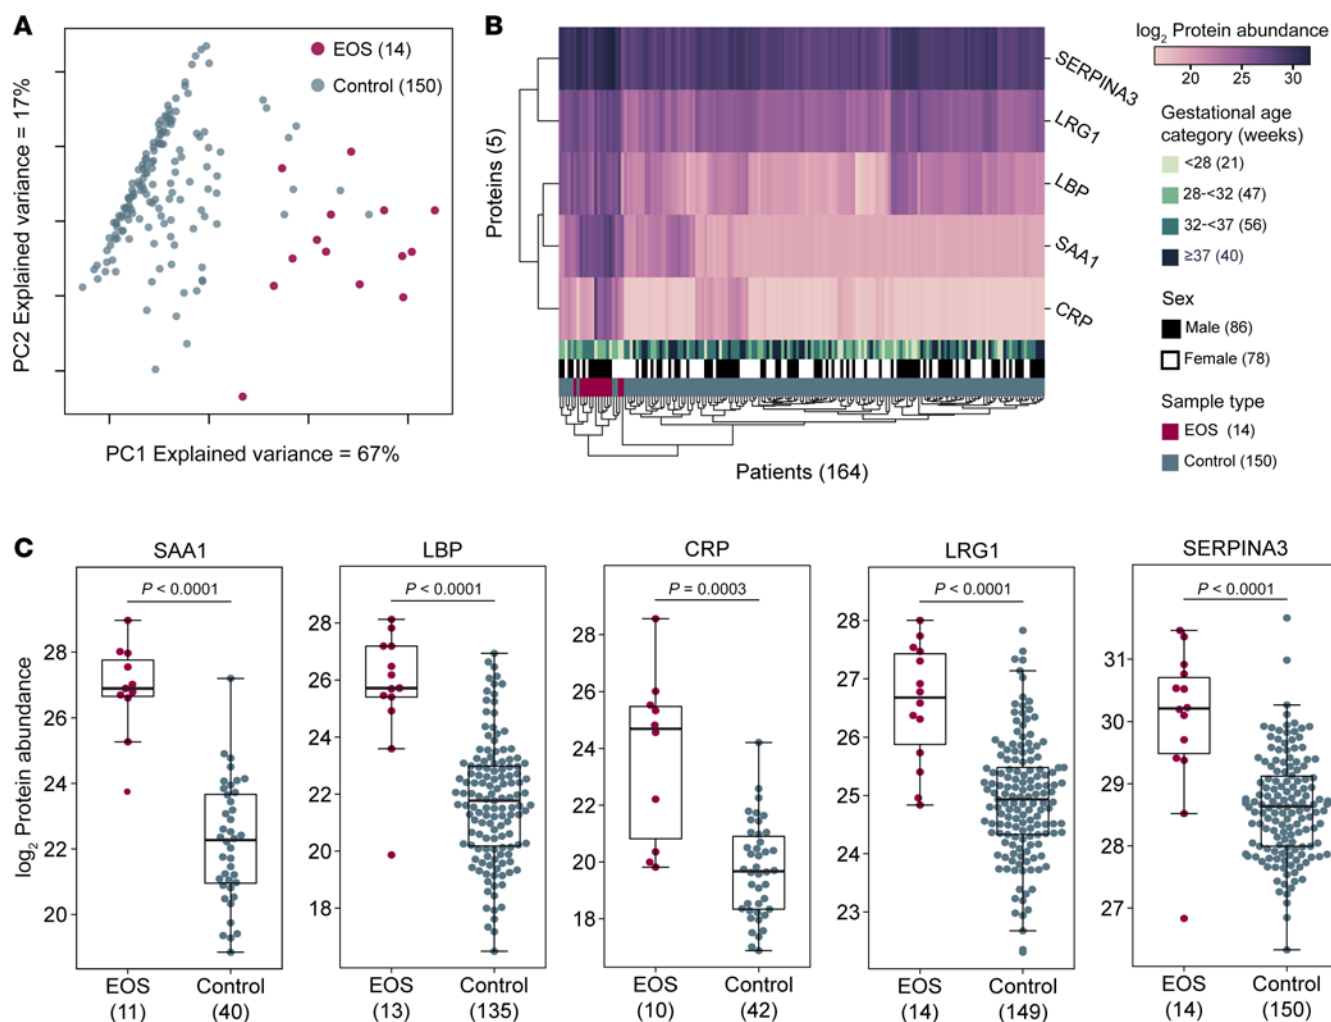 A
EOS (14)
Control (150)
PC2 Explained variance = 17%
PC1 Explained variance = 67%
B
Proteins (5)
SERPINA3
LRG1
LBP
SAA1
CRP
Patients (164)
log2 Protein abundance
20 25 30
Gestational age
category (weeks)
<28 (21)
28-<32 (47)
32-<37 (56)
≥37 (40)
Sex
Male (86)
Female (78)
Sample type
EOS (14)
Control (150)
C
log2 Protein abundance
SAA1
P < 0.0001
28
26
24
22
20
EOS Control
(11) (40)
LBP
P < 0.0001
28
26
24
22
20
18
EOS Control
(13) (135)
CRP
P = 0.0003
28
26
24
22
20
18
EOS Control
(10) (42)
LRG1
P < 0.0001
28
27
26
25
24
23
EOS Control
(14) (149)
SERPINA3
P < 0.0001
31
30
29
28
27
EOS Control
(14) (150)